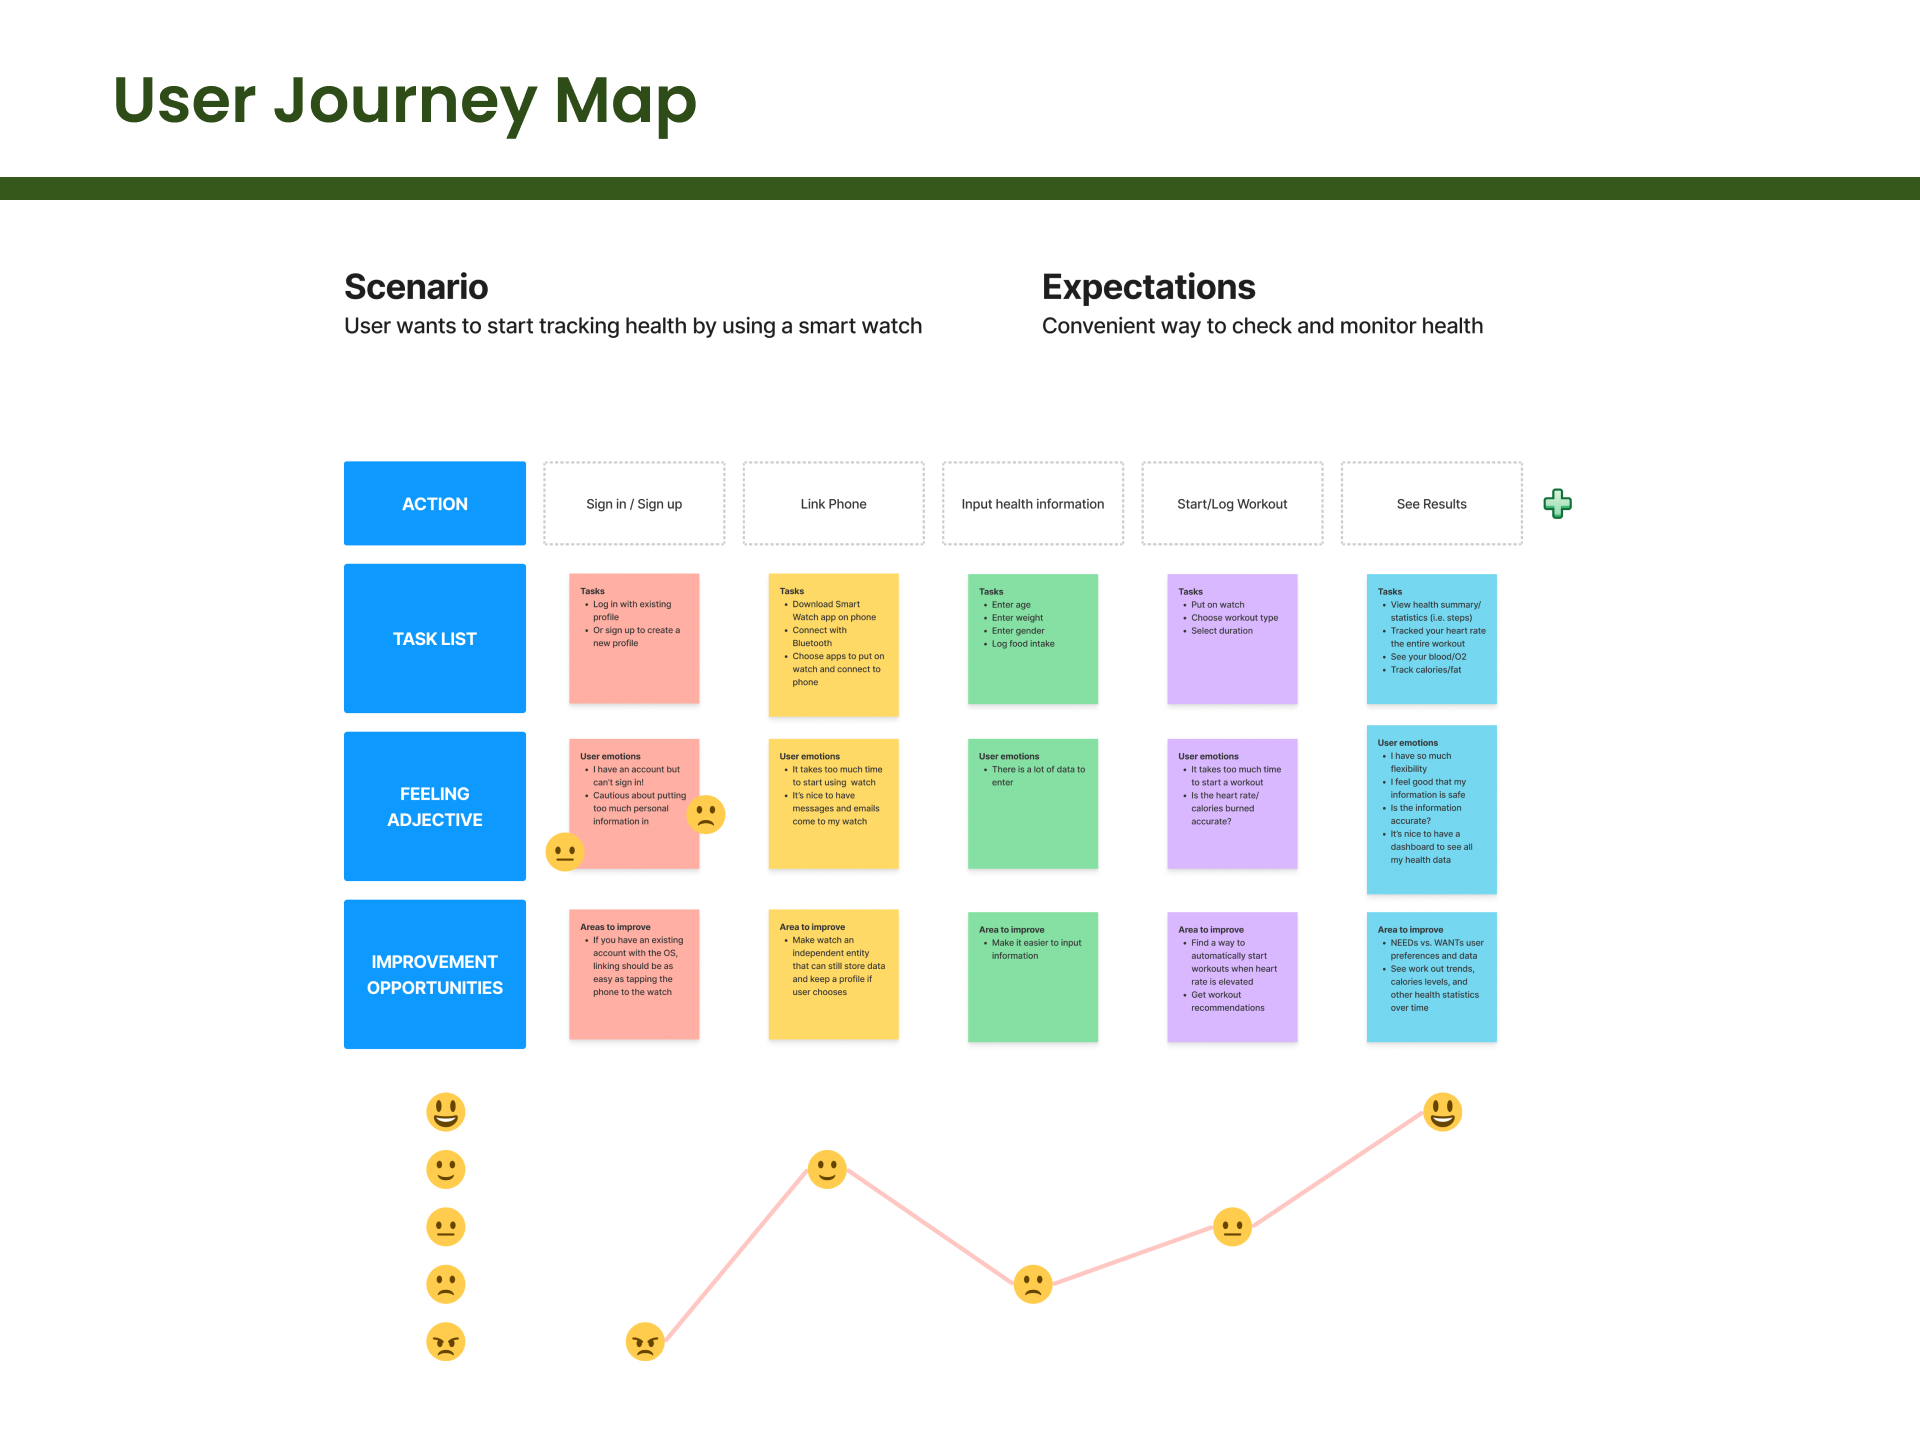 User Journey Map
Scenario
User wants to start tracking health by using a smart watch
Expectations
Convenient way to check and monitor health
ACTION
Sign in / Sign up
Link Phone
Input health information
Start/Log Workout
See Results
TASK LIST
Tasks
• Log in with existing
profile
• Or sign up to create a
new profile
Tasks
• Download Smart
Watch app on phone
• Connect with
Bluetooth
• Choose apps to put on
watch and connect to
phone
Tasks
• Enter age
• Enter weight
• Enter gender
• Log food intake
Tasks
• Put on watch
• Choose workout type
• Select duration
Tasks
• View health summary/
statistics (i.e. steps)
• Tracked your heart rate
the entire workout
• See your blood/O2
• Track calories/fat
FEELING
ADJECTIVE
User emotions
• I have an account but
can't sign in!
• Cautious about putting
too much personal
information in
User emotions
• It takes too much time
to start using  watch
• It's nice to have
messages and emails
come to my watch
User emotions
• There is a lot of data to
enter
User emotions
• It takes too much time
to start a workout
• Is the heart rate/
calories burned
accurate?
User emotions
• I have so much
flexibility
• I feel good that my
information is safe
• Is the information
accurate?
• It's nice to have a
dashboard to see all
my health data
IMPROVEMENT
OPPORTUNITIES
Areas to improve
• If you have an existing
account with the OS,
linking should be as
easy as tapping the
phone to the watch
Area to improve
• Make watch an
independent entity
that can still store data
and keep a profile if
user chooses
Area to improve
• Make it easier to input
information
Area to improve
• Find a way to
automatically start
workouts when heart
rate is elevated
• Get workout
recommendations
Area to improve
• NEEDs vs. WANTs user
preferences and data
• See work out trends,
calories levels, and
other health statistics
over time